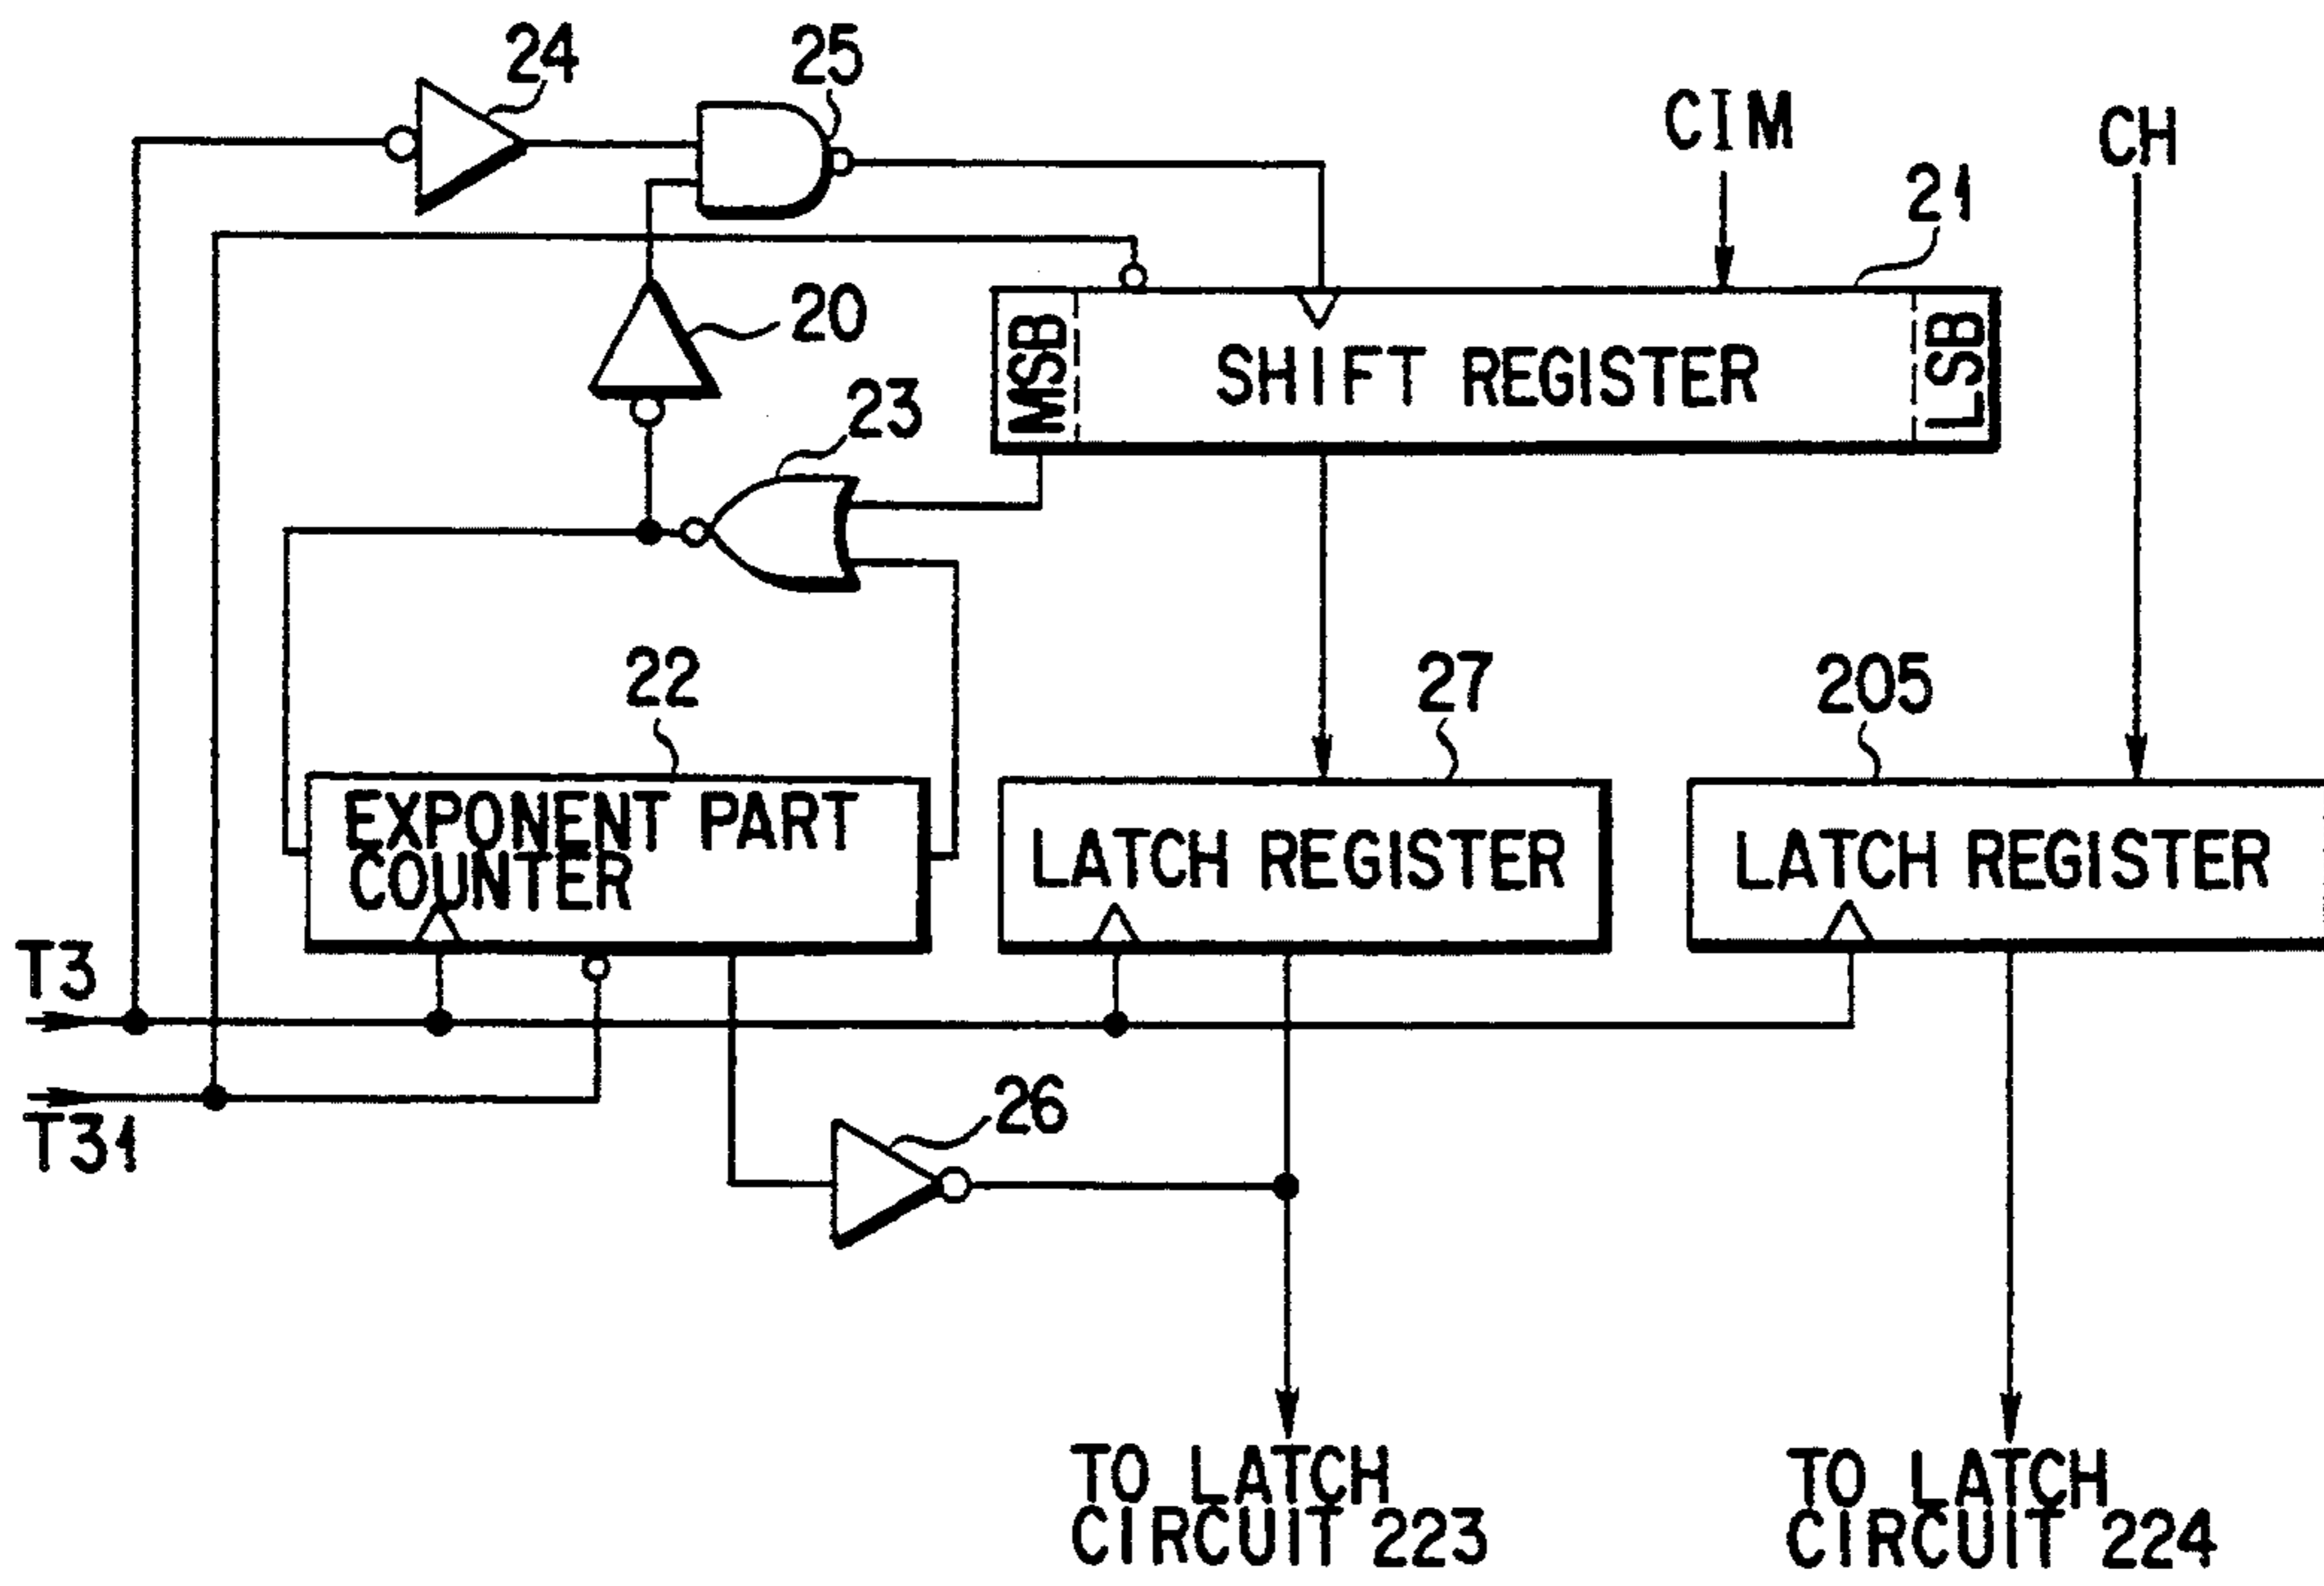 24
25
CIM
CH
21
20
MSB
SHIFT REGISTER
LSB
23
22
27
205
EXPONENT PART
COUNTER
LATCH REGISTER
LATCH REGISTER
T3
T31
26
TO LATCH
CIRCUIT 223
TO LATCH
CIRCUIT 224